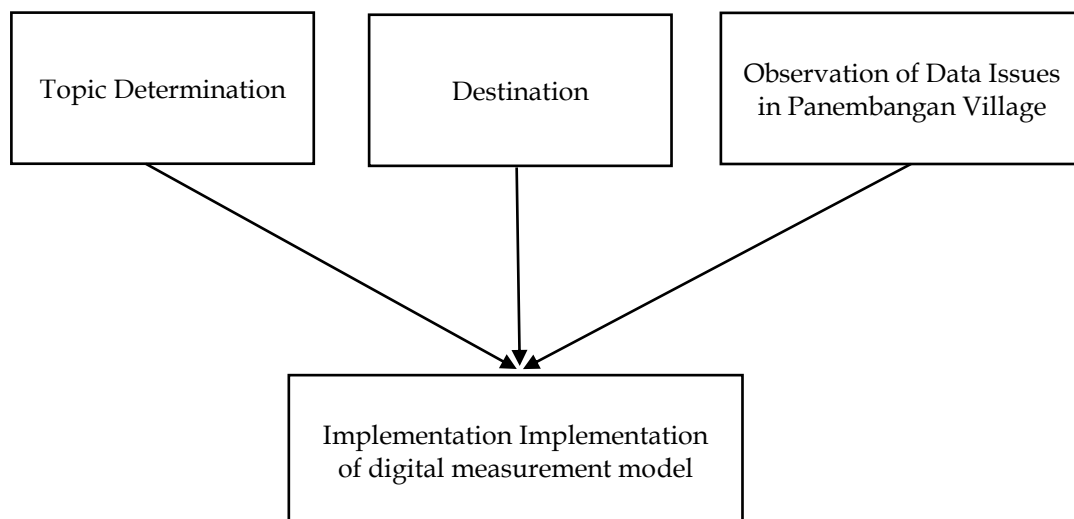 Topic Determination
Destination
Observation of Data Issues
in Panembangan Village
Implementation Implementation
of digital measurement model